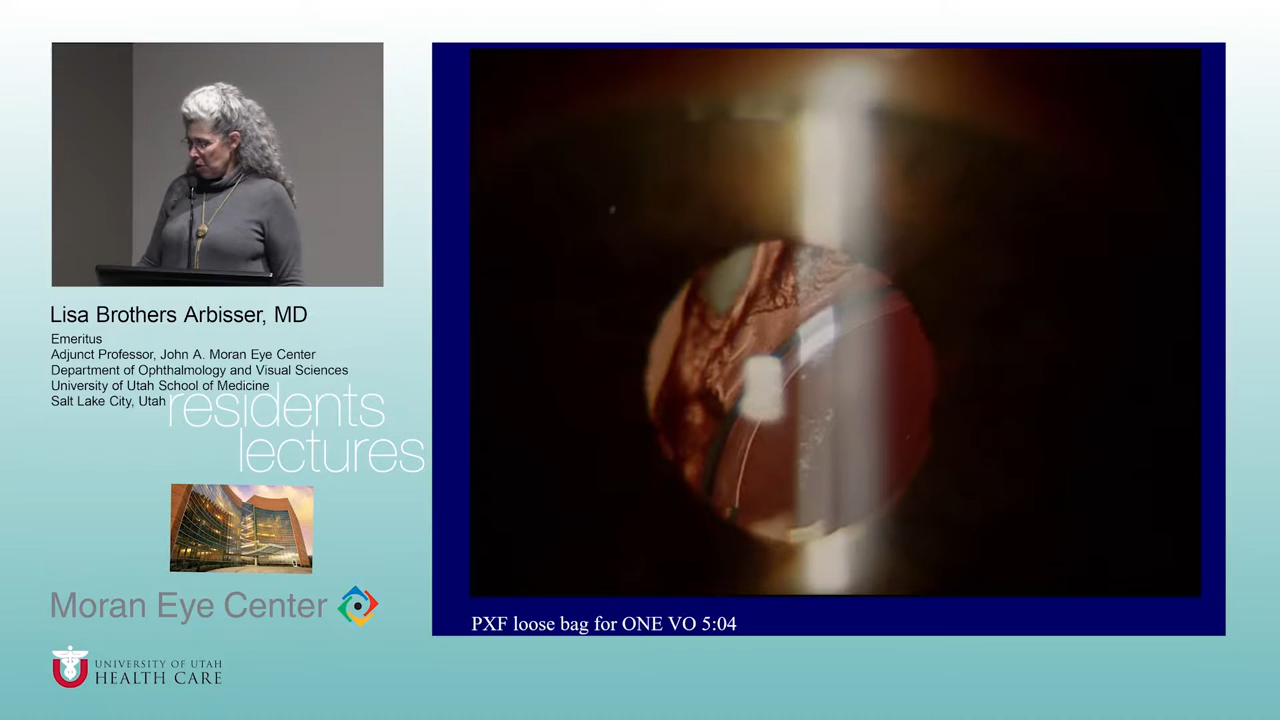 Lisa Brothers Arbisser, MD
Emeritus
Adjunct Professor, John A. Moran Eye Center
Department of Ophthalmology and Visual Sciences
University of Utah School of Medicine
Salt Lake City, Utah
residents
lectures
Moran Eye Center
UNIVERSITY OF UTAH
HEALTH CARE
PXF loose bag for ONE VO 5:04